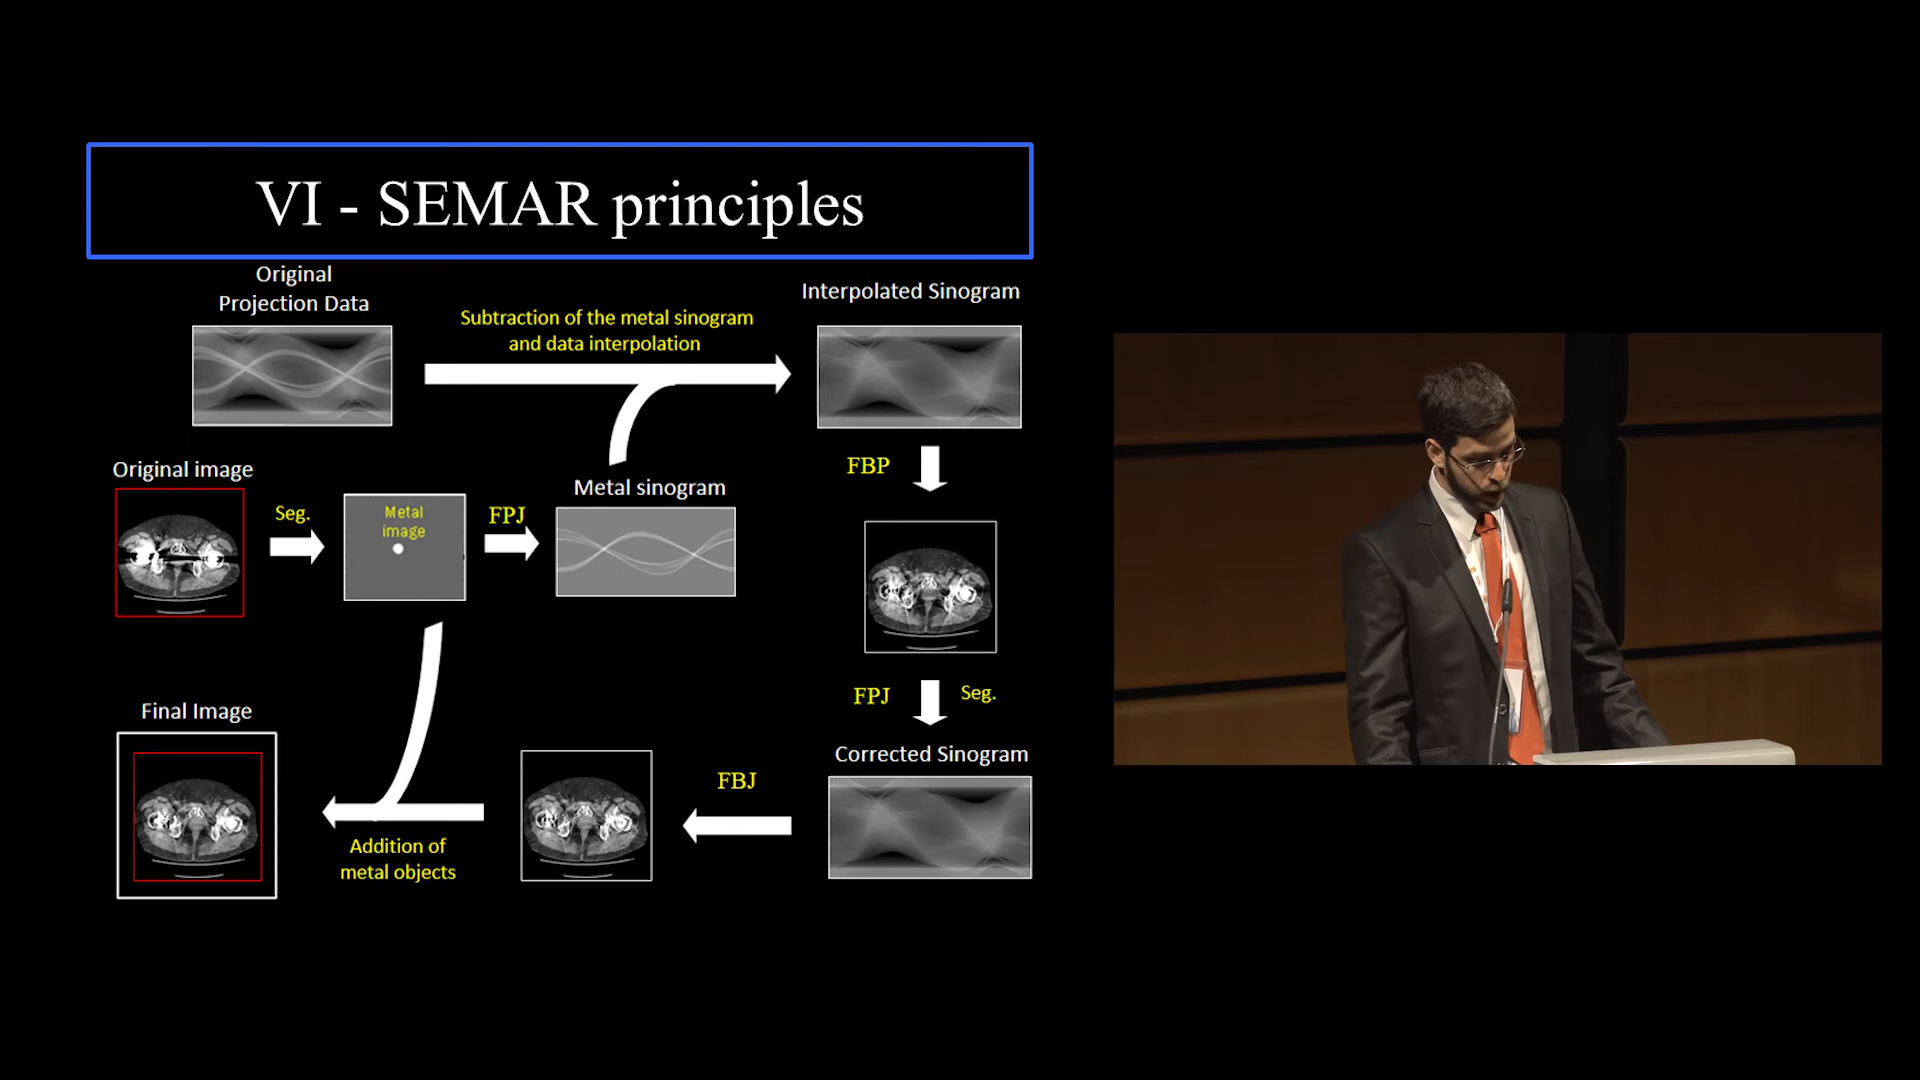 VI - SEMAR principles
Original
Projection Data
Subtraction of the metal sinogram
and data interpolation
Interpolated Sinogram
Original image
Seg.
Metal
image
FPJ
Metal sinogram
FBP
FPJ
Seg.
Corrected Sinogram
FBJ
Final Image
Addition of
metal objects